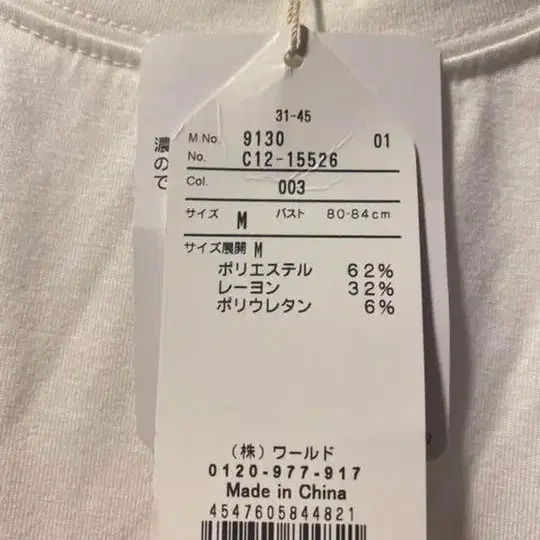 31-45
M.No. 9130 01
No. C12-15526
Col. 003
サイズ M バスト 80-84cm
サイズ展開 M
ポリエステル 62%
レーヨン 32%
ポリウレタン 6%
(株)ワールド
0120-977-917
Made in China
4547605844821
濃
の
で